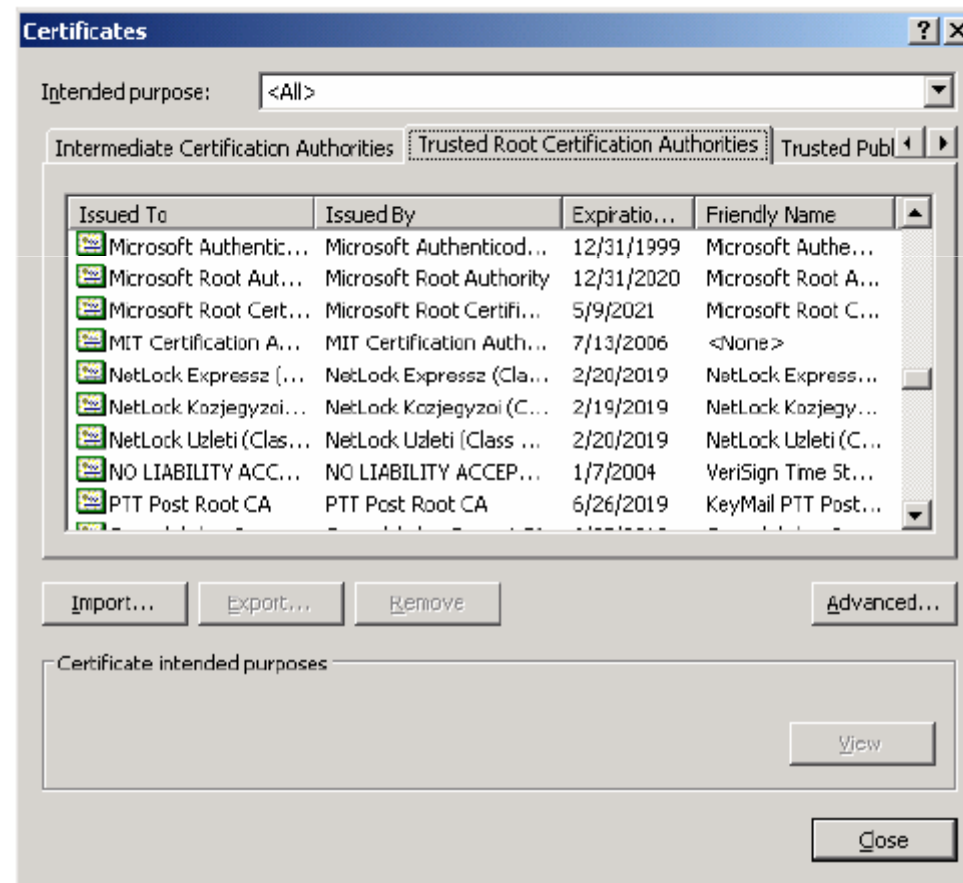 Certificates
Intended purpose: <All>
Intermediate Certification Authorities Trusted Root Certification Authorities Trusted Publ
Issued To Issued By Expiratio... Friendly Name
Microsoft Authentic... Microsoft Authenticod... 12/31/1999 Microsoft Authe...
Microsoft Root Aut... Microsoft Root Authority 12/31/2020 Microsoft Root A...
Microsoft Root Cert... Microsoft Root Certifi... 5/9/2021 Microsoft Root C...
MIT Certification A... MIT Certification Auth... 7/13/2006 <None>
NetLock Expressz (... NetLock Expressz (Cla... 2/20/2019 NetLock Express...
NetLock Kozjegyzoi... NetLock Kozjegyzoi (C... 2/19/2019 NetLock Kozjegy...
NetLock Uzleti (Clas... NetLock Uzleti (Class ... 2/20/2019 NetLock Uzleti (C...
NO LIABILITY ACC... NO LIABILITY ACCEP... 1/7/2004 VeriSign Time St...
PTT Post Root CA PTT Post Root CA 6/26/2019 KeyMail PTT Post...
Import... Export... Remove Advanced...
Certificate intended purposes
View
Close